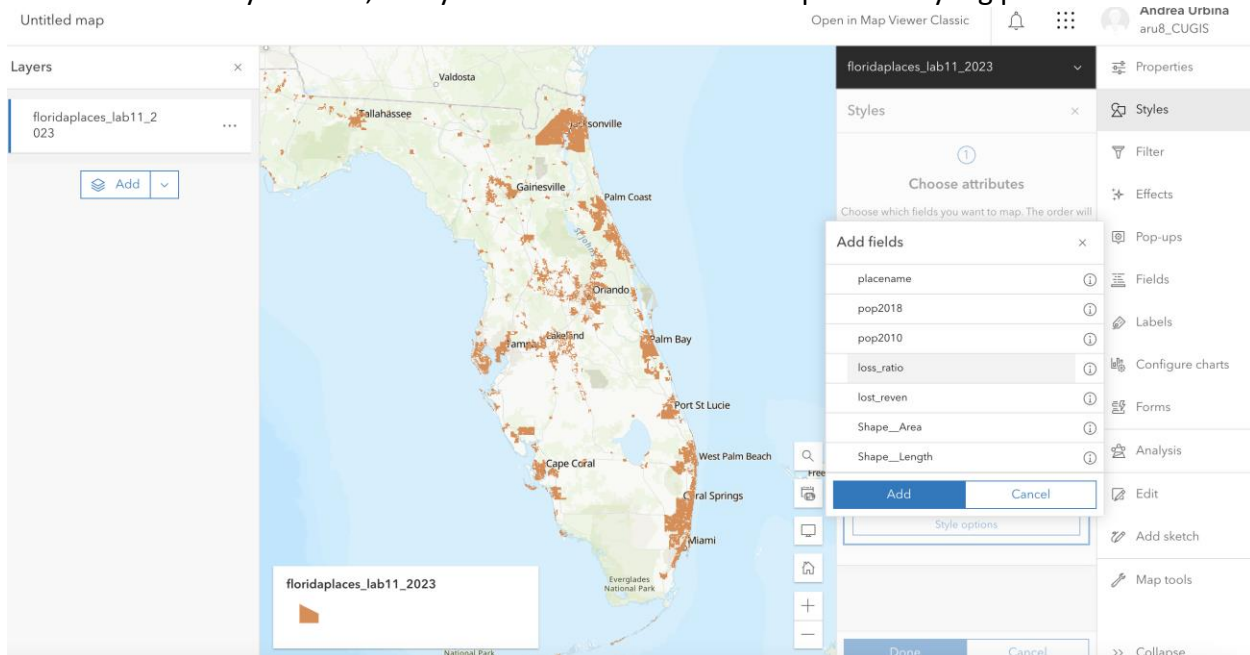 Untitled map
Open in Map Viewer Classic
Andrea Urbina
aru8_CUGIS
Layers
floridaplaces_lab11_2
023
Add
Valdosta
Tallahassee
Gainesville
Palm Coast
St Johns
Orlando
Lakeland
Palm Bay
Port St Lucie
West Palm Beach
Cape Coral
Miami
Everglades
National Park
National Park
floridaplaces_lab11_2023
floridaplaces_lab11_2023
Styles
1
Choose attributes
Choose which fields you want to map. The order will
Add fields
placename
pop2018
pop2010
loss_ratio
lost_reven
Shape__Area
Shape__Length
Add
Cancel
Style options
Done
Cancel
Properties
Styles
Filter
Effects
Pop-ups
Fields
Labels
Configure charts
Forms
Analysis
Edit
Add sketch
Map tools
Collapse